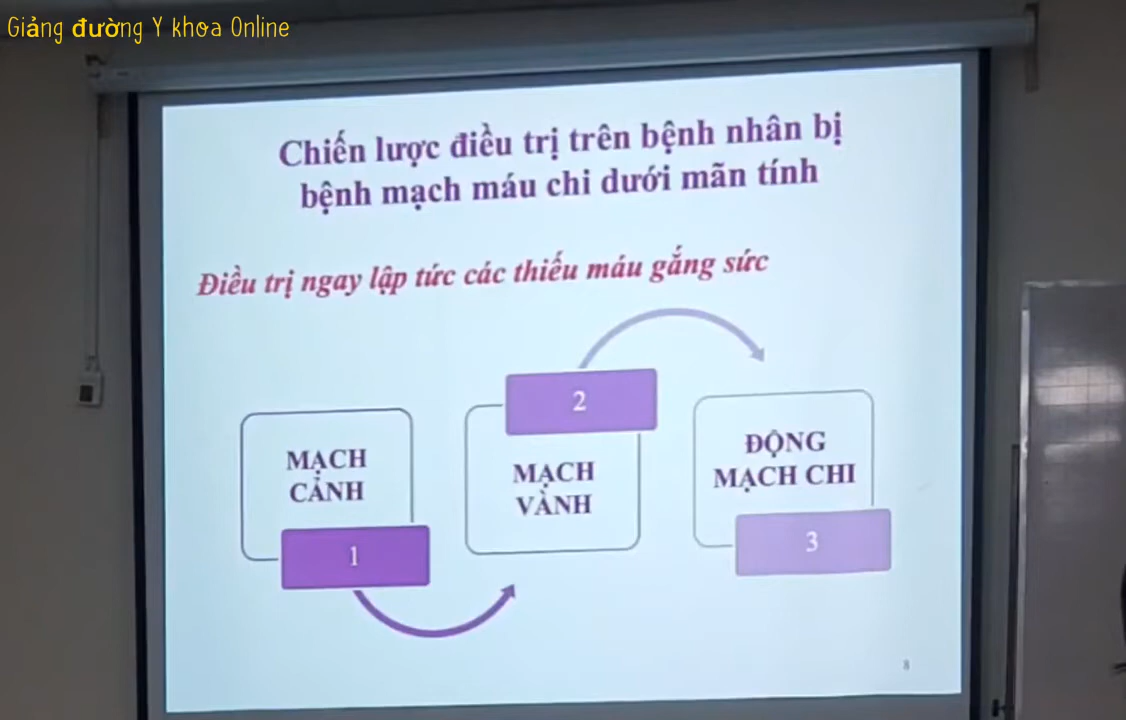 Giảng đường Y khoa Online
Chiến lược điều trị trên bệnh nhân bị
bệnh mạch máu chi dưới mãn tính
Điều trị ngay lập tức các thiếu máu gắng sức
MẠCH
CẢNH
1
2
MẠCH
VÀNH
ĐỘNG
MẠCH CHI
3
8